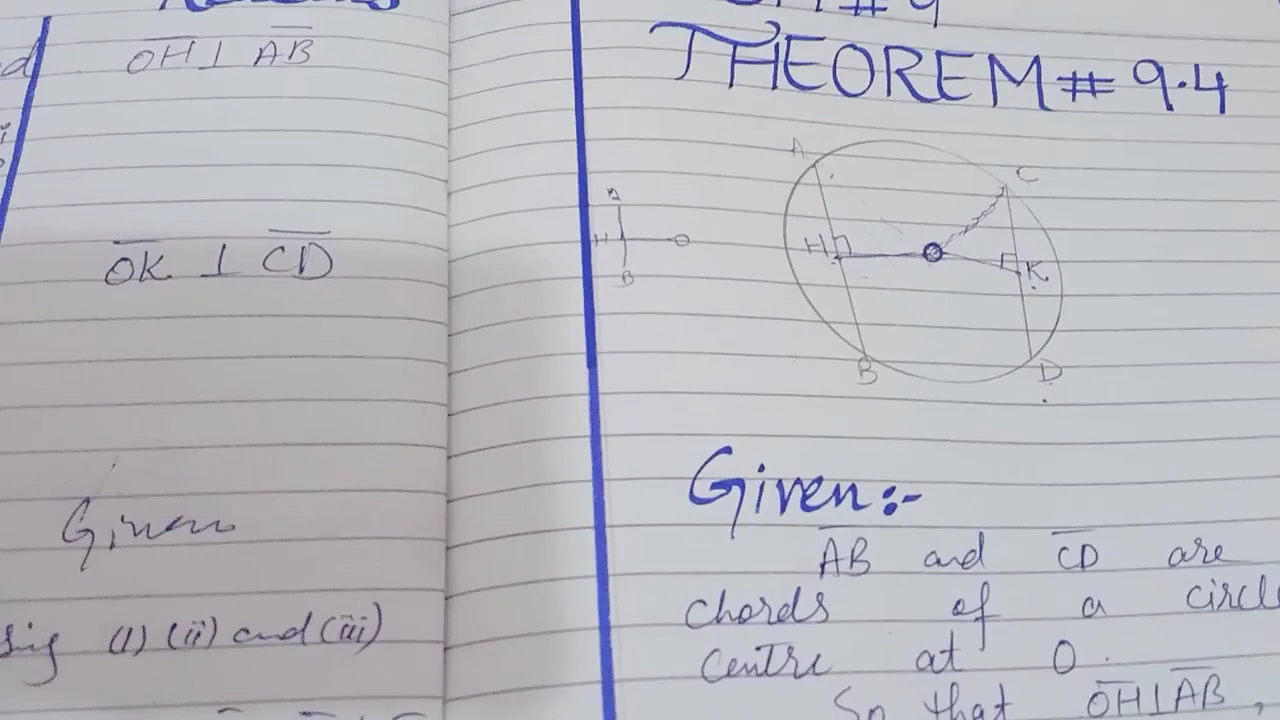 OH ⊥ AB
OK ⊥ CD
Given
(i) (ii) and (iii)
THEOREM # 9.4
A
C
H
K
B
D
H
O
B
Given:-
AB and CD are
chords of a circl
centre at O.
So that OH ⊥ AB,